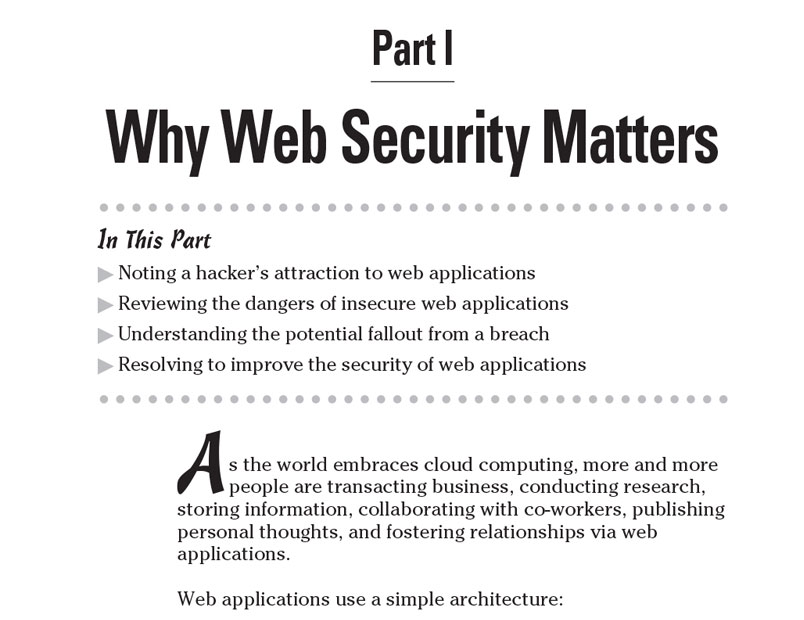 Part I
Why Web Security Matters
In This Part
Noting a hacker's attraction to web applications
Reviewing the dangers of insecure web applications
Understanding the potential fallout from a breach
Resolving to improve the security of web applications
As the world embraces cloud computing, more and more
people are transacting business, conducting research,
storing information, collaborating with co-workers, publishing
personal thoughts, and fostering relationships via web
applications.
Web applications use a simple architecture: